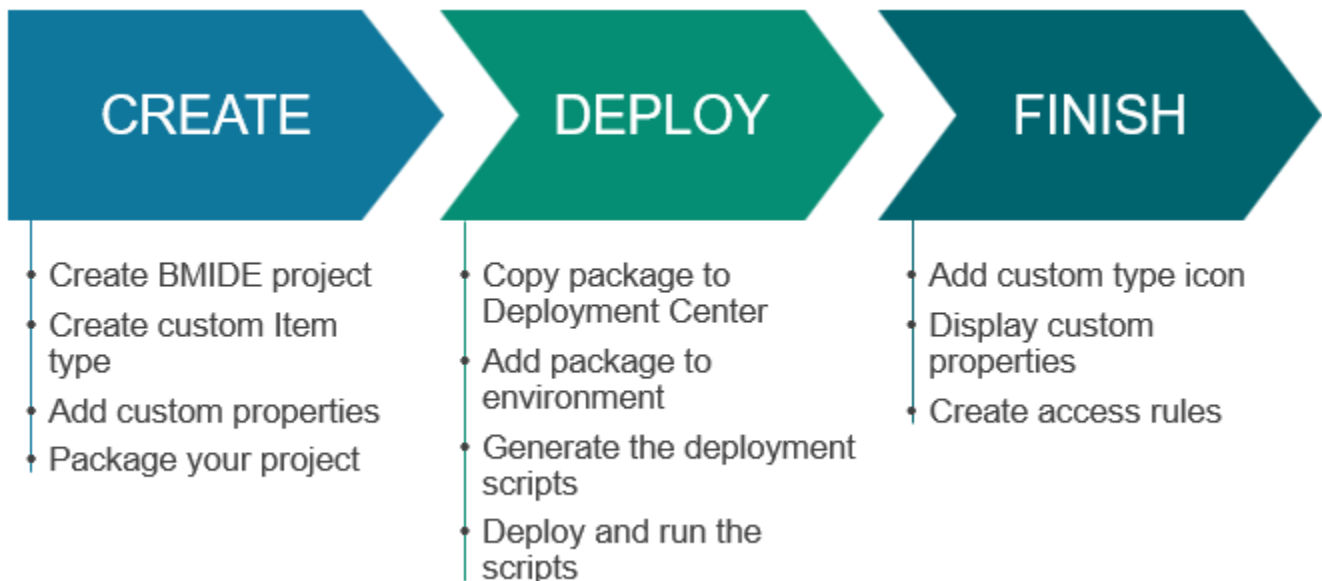 CREATE
• Create BMIDE project
• Create custom Item
type
• Add custom properties
• Package your project
DEPLOY
• Copy package to
Deployment Center
• Add package to
environment
• Generate the deployment
scripts
• Deploy and run the
scripts
FINISH
• Add custom type icon
• Display custom
properties
• Create access rules